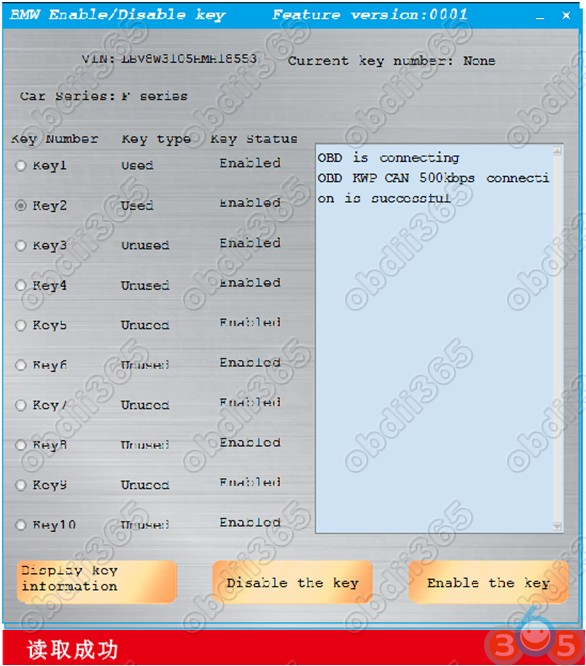 BMW Enable/Disable key Feature version:0001
VIN: LBV8W3105HMH18553 Current key number: None
Car Series: F series
Key Number Key type Key Status
Key1 Used Enabled
Key2 Used Enabled
Key3 Unused Enabled
Key4 Unused Enabled
Key5 Unused Enabled
Key6 Unused Enabled
Key7 Unused Enabled
Key8 Unused Enabled
Key9 Unused Enabled
Key10 Unused Enabled
OBD is connecting
OBD KWP CAN 500kbps connecti
on is successful
Display key
information
Disable the key
Enable the key
读取成功
365
obdii365